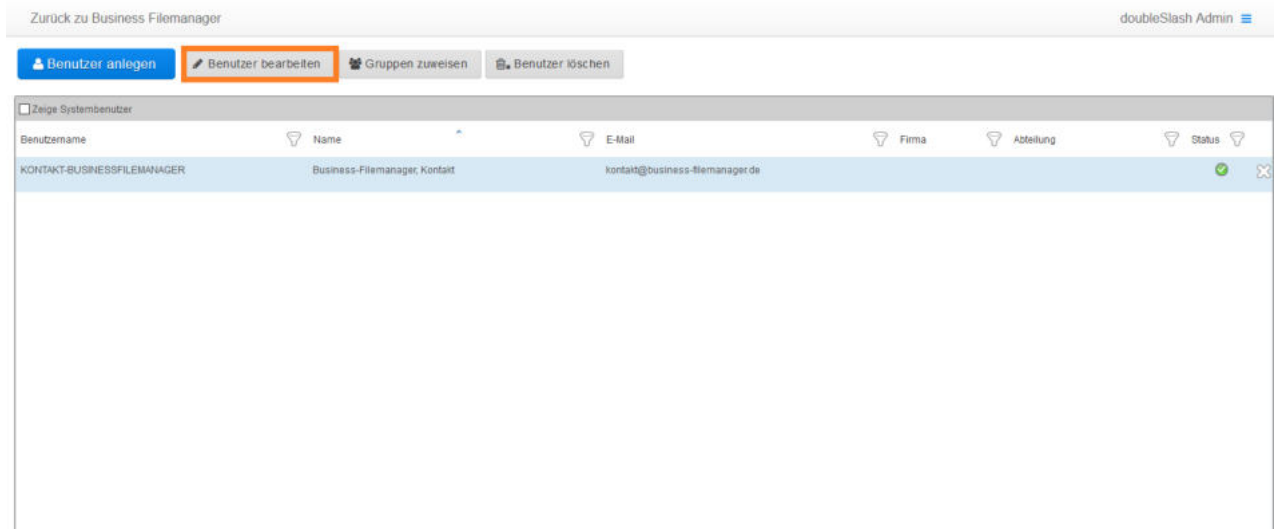 Zurück zu Business Filemanager doubleSlash Admin
Benutzer anlegen Benutzer bearbeiten Gruppen zuweisen Benutzer löschen
Zeige Systembenutzer
Benutzername Name E-Mail Firma Abteilung Status
KONTAKT-BUSINESSFILEMANAGER Business-Filemanager, Kontakt kontakt@business-filemanager.de